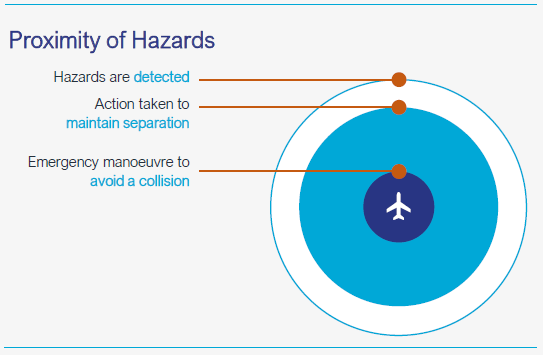 Proximity of Hazards
Hazards are detected
Action taken to
maintain separation
Emergency manoeuvre to
avoid a collision